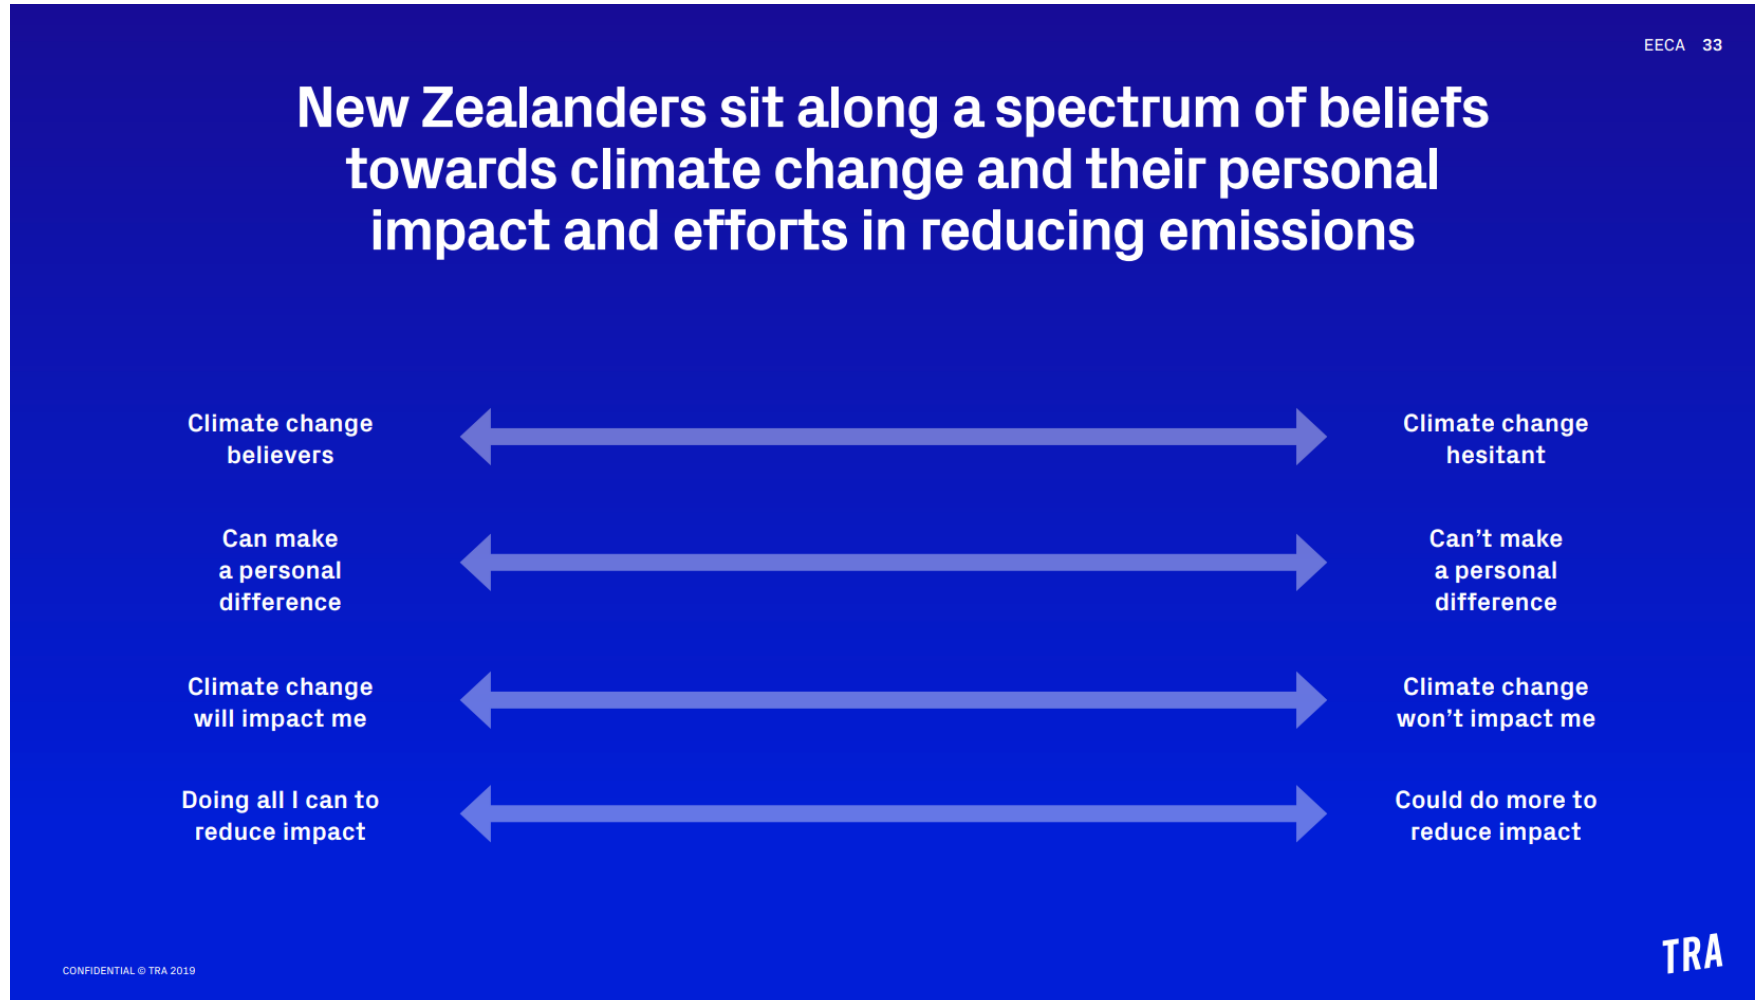 EECA 33
New Zealanders sit along a spectrum of beliefs
towards climate change and their personal
impact and efforts in reducing emissions
Climate change
believers
Climate change
hesitant
Can make
a personal
difference
Can’t make
a personal
difference
Climate change
will impact me
Climate change
won’t impact me
Doing all I can to
reduce impact
Could do more to
reduce impact
CONFIDENTIAL © TRA 2019
TRA